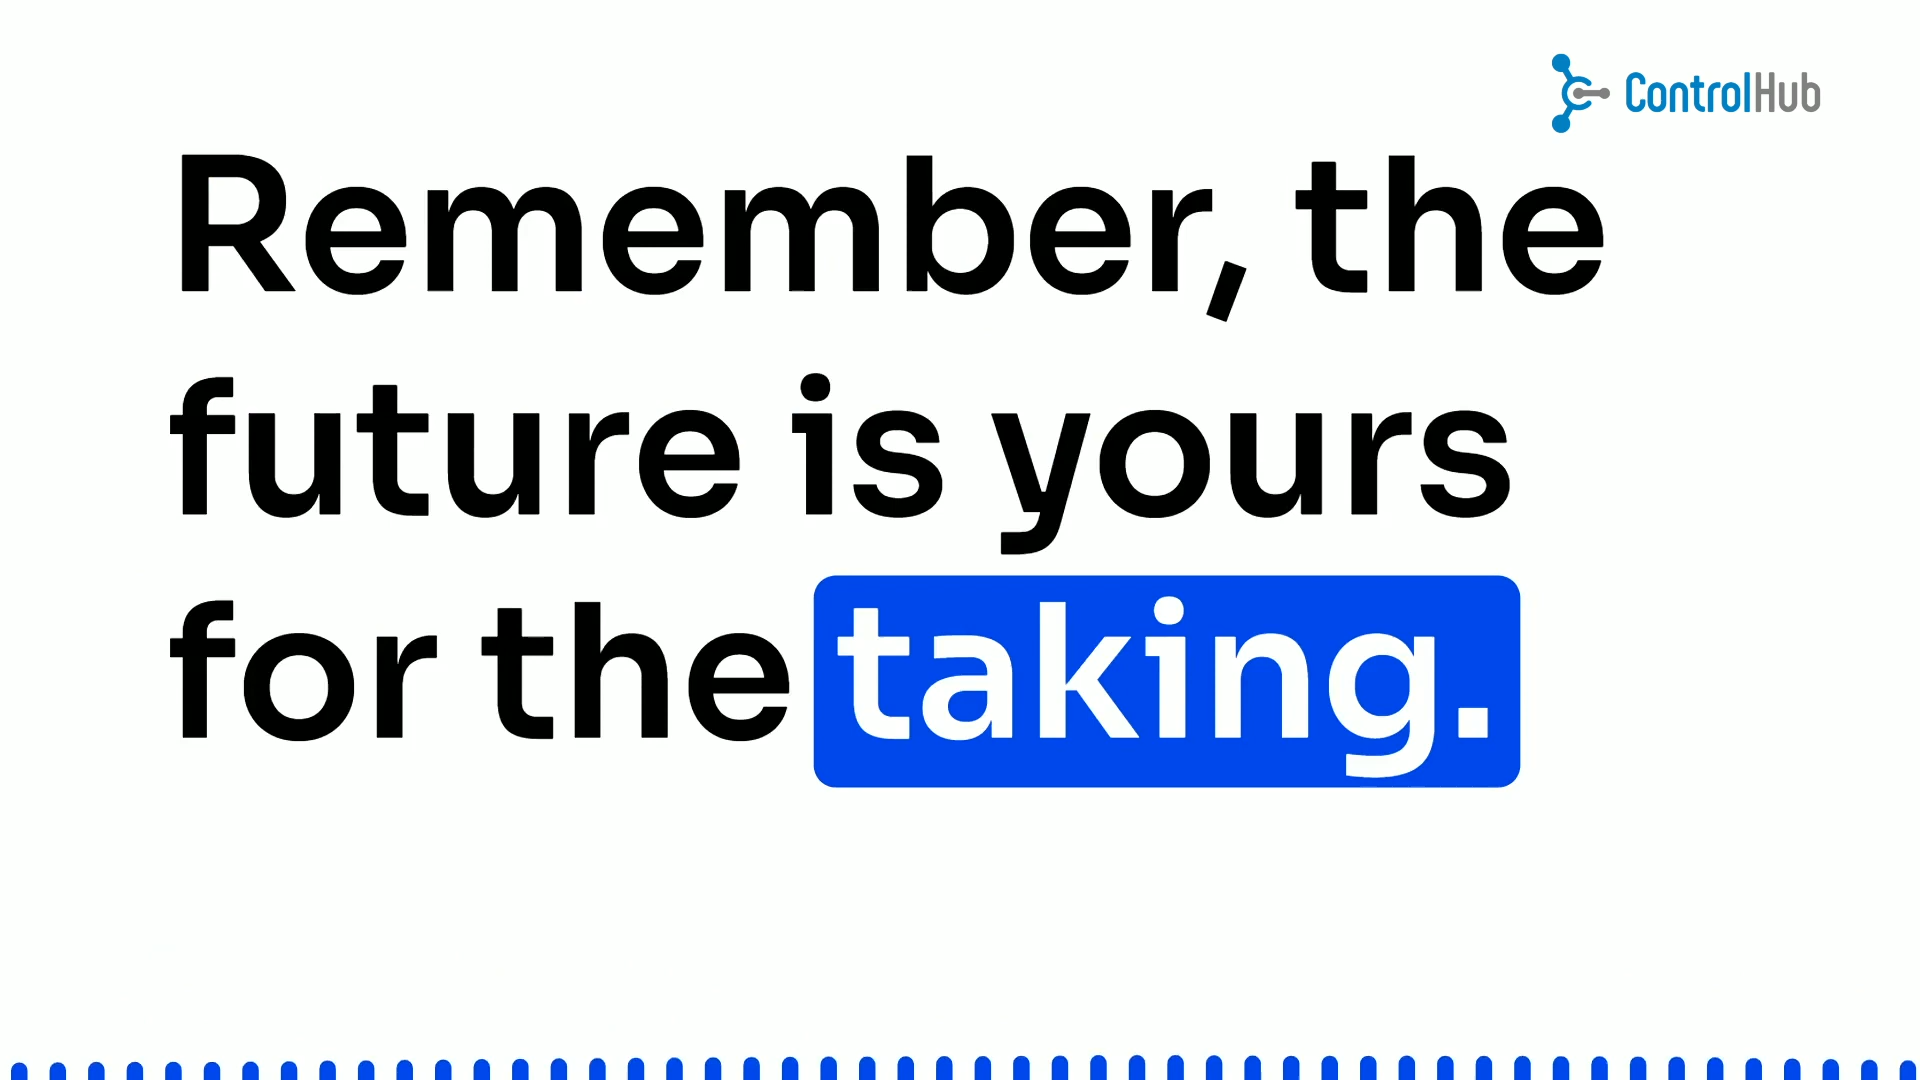 ControlHub
Remember, the
future is yours
for the taking.